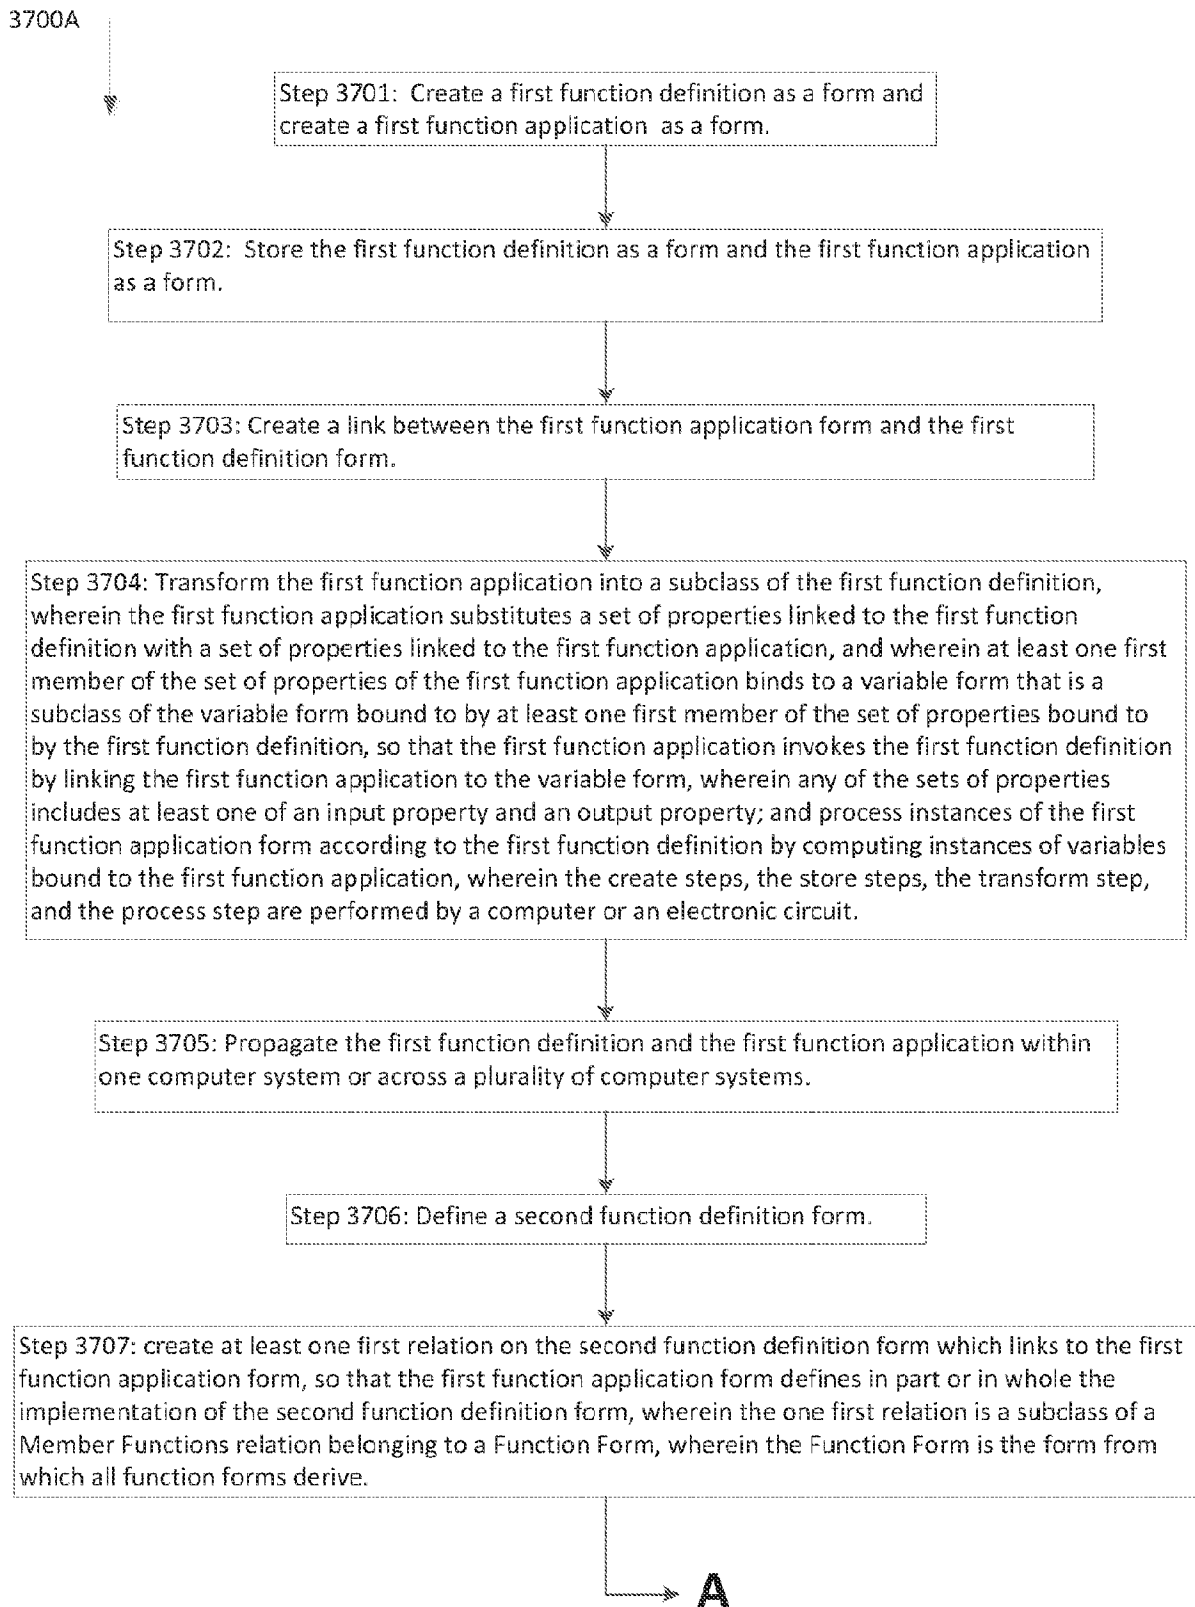 3700A
Step 3701:  Create a first function definition as a form and
create a first function application  as a form.
Step 3702:  Store the first function definition as a form and the first function application
as a form.
Step 3703: Create a link between the first function application form and the first
function definition form.
Step 3704: Transform the first function application into a subclass of the first function definition,
wherein the first function application substitutes a set of properties linked to the first function
definition with a set of properties linked to the first function application, and wherein at least one first
member of the set of properties of the first function application binds to a variable form that is a
subclass of the variable form bound to by at least one first member of the set of properties bound to
by the first function definition, so that the first function application invokes the first function definition
by linking the first function application to the variable form, wherein any of the sets of properties
includes at least one of an input property and an output property; and process instances of the first
function application form according to the first function definition by computing instances of variables
bound to the first function application, wherein the create steps, the store steps, the transform step,
and the process step are performed by a computer or an electronic circuit.
Step 3705: Propagate the first function definition and the first function application within
one computer system or across a plurality of computer systems.
Step 3706: Define a second function definition form.
Step 3707: create at least one first relation on the second function definition form which links to the first
function application form, so that the first function application form defines in part or in whole the
implementation of the second function definition form, wherein the one first relation is a subclass of a
Member Functions relation belonging to a Function Form, wherein the Function Form is the form from
which all function forms derive.
A